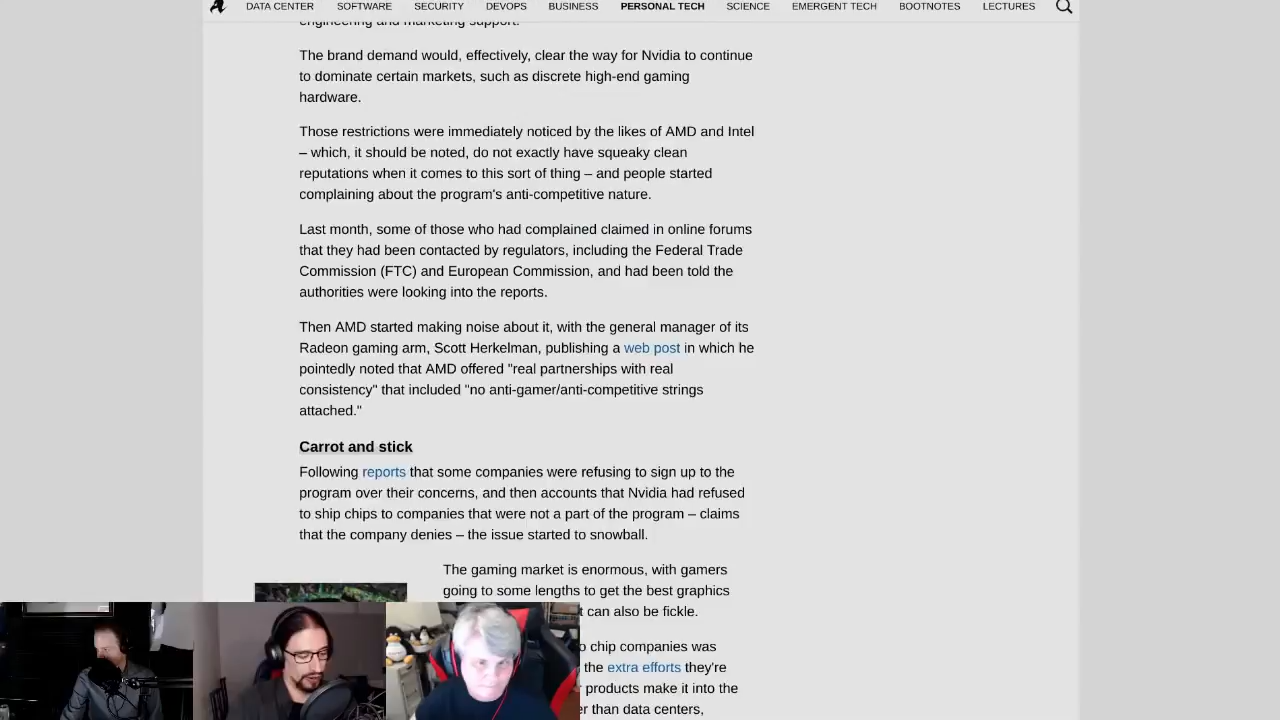 DATA CENTER SOFTWARE SECURITY DEVOPS BUSINESS PERSONAL TECH SCIENCE EMERGENT TECH BOOTNOTES LECTURES
engineering and marketing support.
The brand demand would, effectively, clear the way for Nvidia to continue
to dominate certain markets, such as discrete high-end gaming
hardware.
Those restrictions were immediately noticed by the likes of AMD and Intel
– which, it should be noted, do not exactly have squeaky clean
reputations when it comes to this sort of thing – and people started
complaining about the program's anti-competitive nature.
Last month, some of those who had complained claimed in online forums
that they had been contacted by regulators, including the Federal Trade
Commission (FTC) and European Commission, and had been told the
authorities were looking into the reports.
Then AMD started making noise about it, with the general manager of its
Radeon gaming arm, Scott Herkelman, publishing a web post in which he
pointedly noted that AMD offered "real partnerships with real
consistency" that included "no anti-gamer/anti-competitive strings
attached."
Carrot and stick
Following reports that some companies were refusing to sign up to the
program over their concerns, and then accounts that Nvidia had refused
to ship chips to companies that were not a part of the program – claims
that the company denies – the issue started to snowball.
The gaming market is enormous, with gamers
going to some lengths to get the best graphics
can also be fickle.
chip companies was
the extra efforts they're
products make it into the
than data centers,